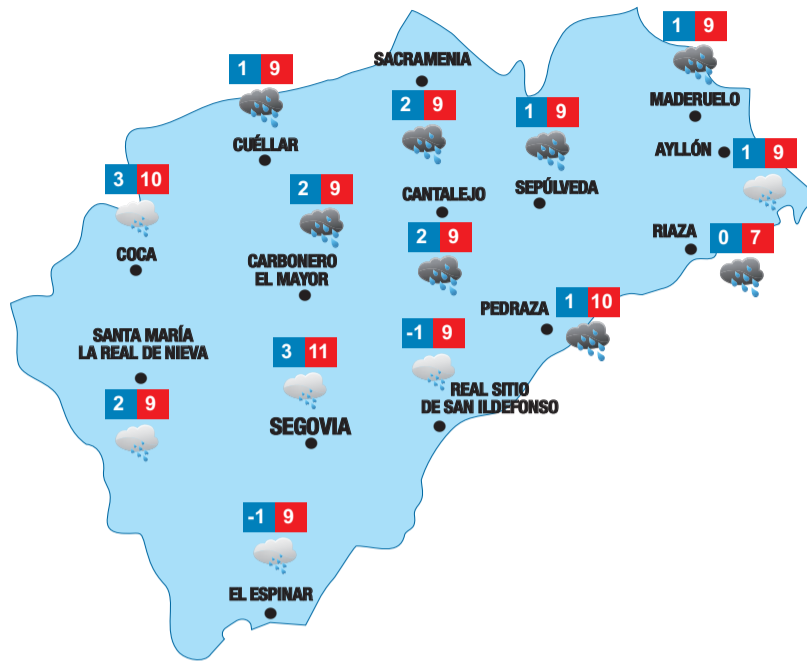 1 9
SACRAMENIA
1 9
MADERUELO
2 9
1 9
CUÉLLAR
AYLLÓN
1 9
3 10
2 9
CANTALEJO
SEPÚLVEDA
COCA
CARBONERO
EL MAYOR
2 9
RIAZA
0 7
PEDRAZA
1 10
SANTA MARÍA
LA REAL DE NIEVA
3 11
-1 9
REAL SITIO
DE SAN ILDEFONSO
2 9
SEGOVIA
-1 9
EL ESPINAR